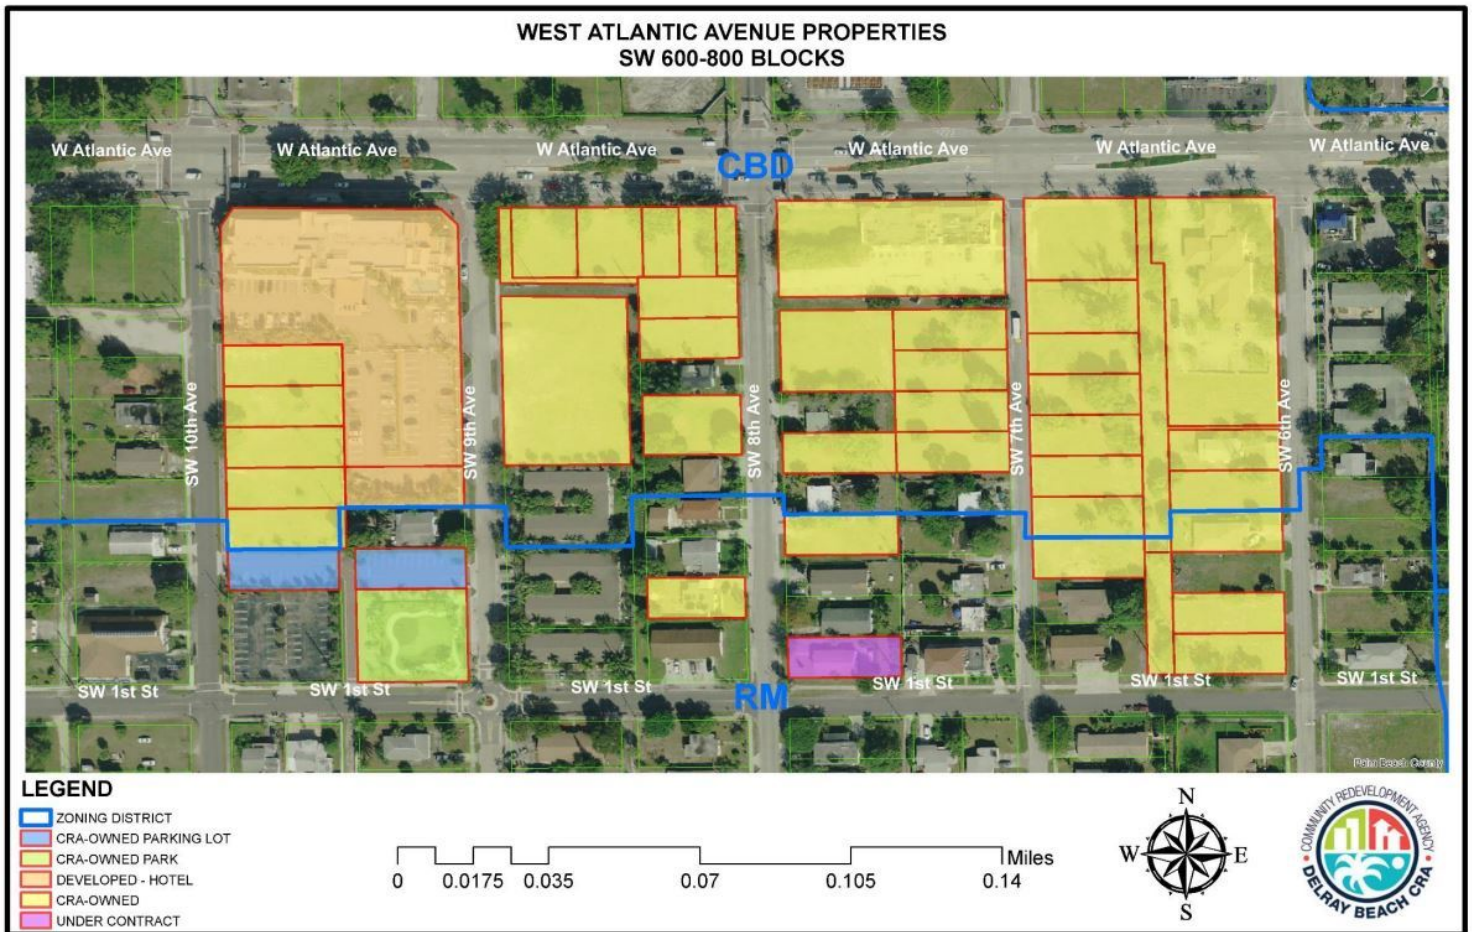 WEST ATLANTIC AVENUE PROPERTIES
SW 600-800 BLOCKS
W Atlantic Ave
W Atlantic Ave
W Atlantic Ave
W Atlantic Ave
W Atlantic Ave
W Atlantic Ave
CBD
SW 10th Ave
SW 9th Ave
SW 8th Ave
SW 7th Ave
SW 6th Ave
SW 1st St
SW 1st St
SW 1st St
SW 1st St
SW 1st St
SW 1st St
RM
Palm Beach County
LEGEND
ZONING DISTRICT
CRA-OWNED PARKING LOT
CRA-OWNED PARK
DEVELOPED - HOTEL
CRA-OWNED
UNDER CONTRACT
0 0.0175 0.035 0.07 0.105 0.14 Miles
N
W E
S
COMMUNITY REDEVELOPMENT AGENCY
DELRAY BEACH CRA